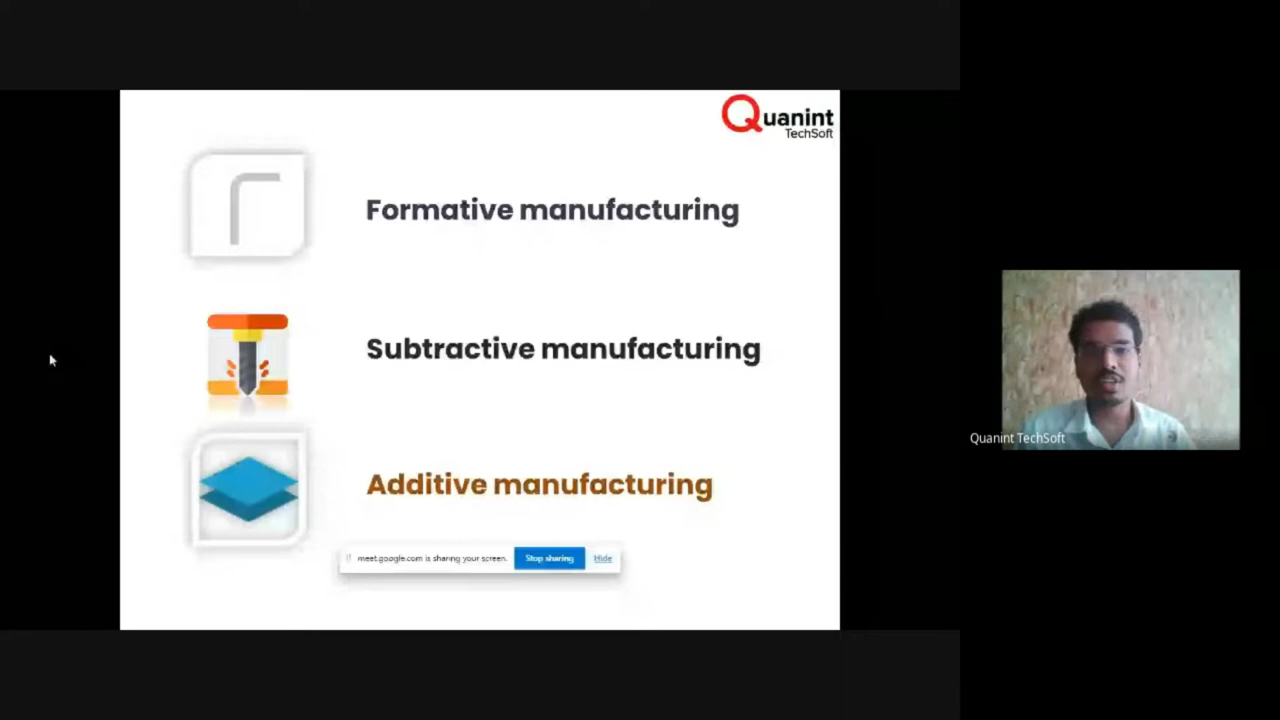 Quanint
TechSoft
Formative manufacturing
Subtractive manufacturing
Additive manufacturing
meet.google.com is sharing your screen. Stop sharing Hide
Quanint TechSoft